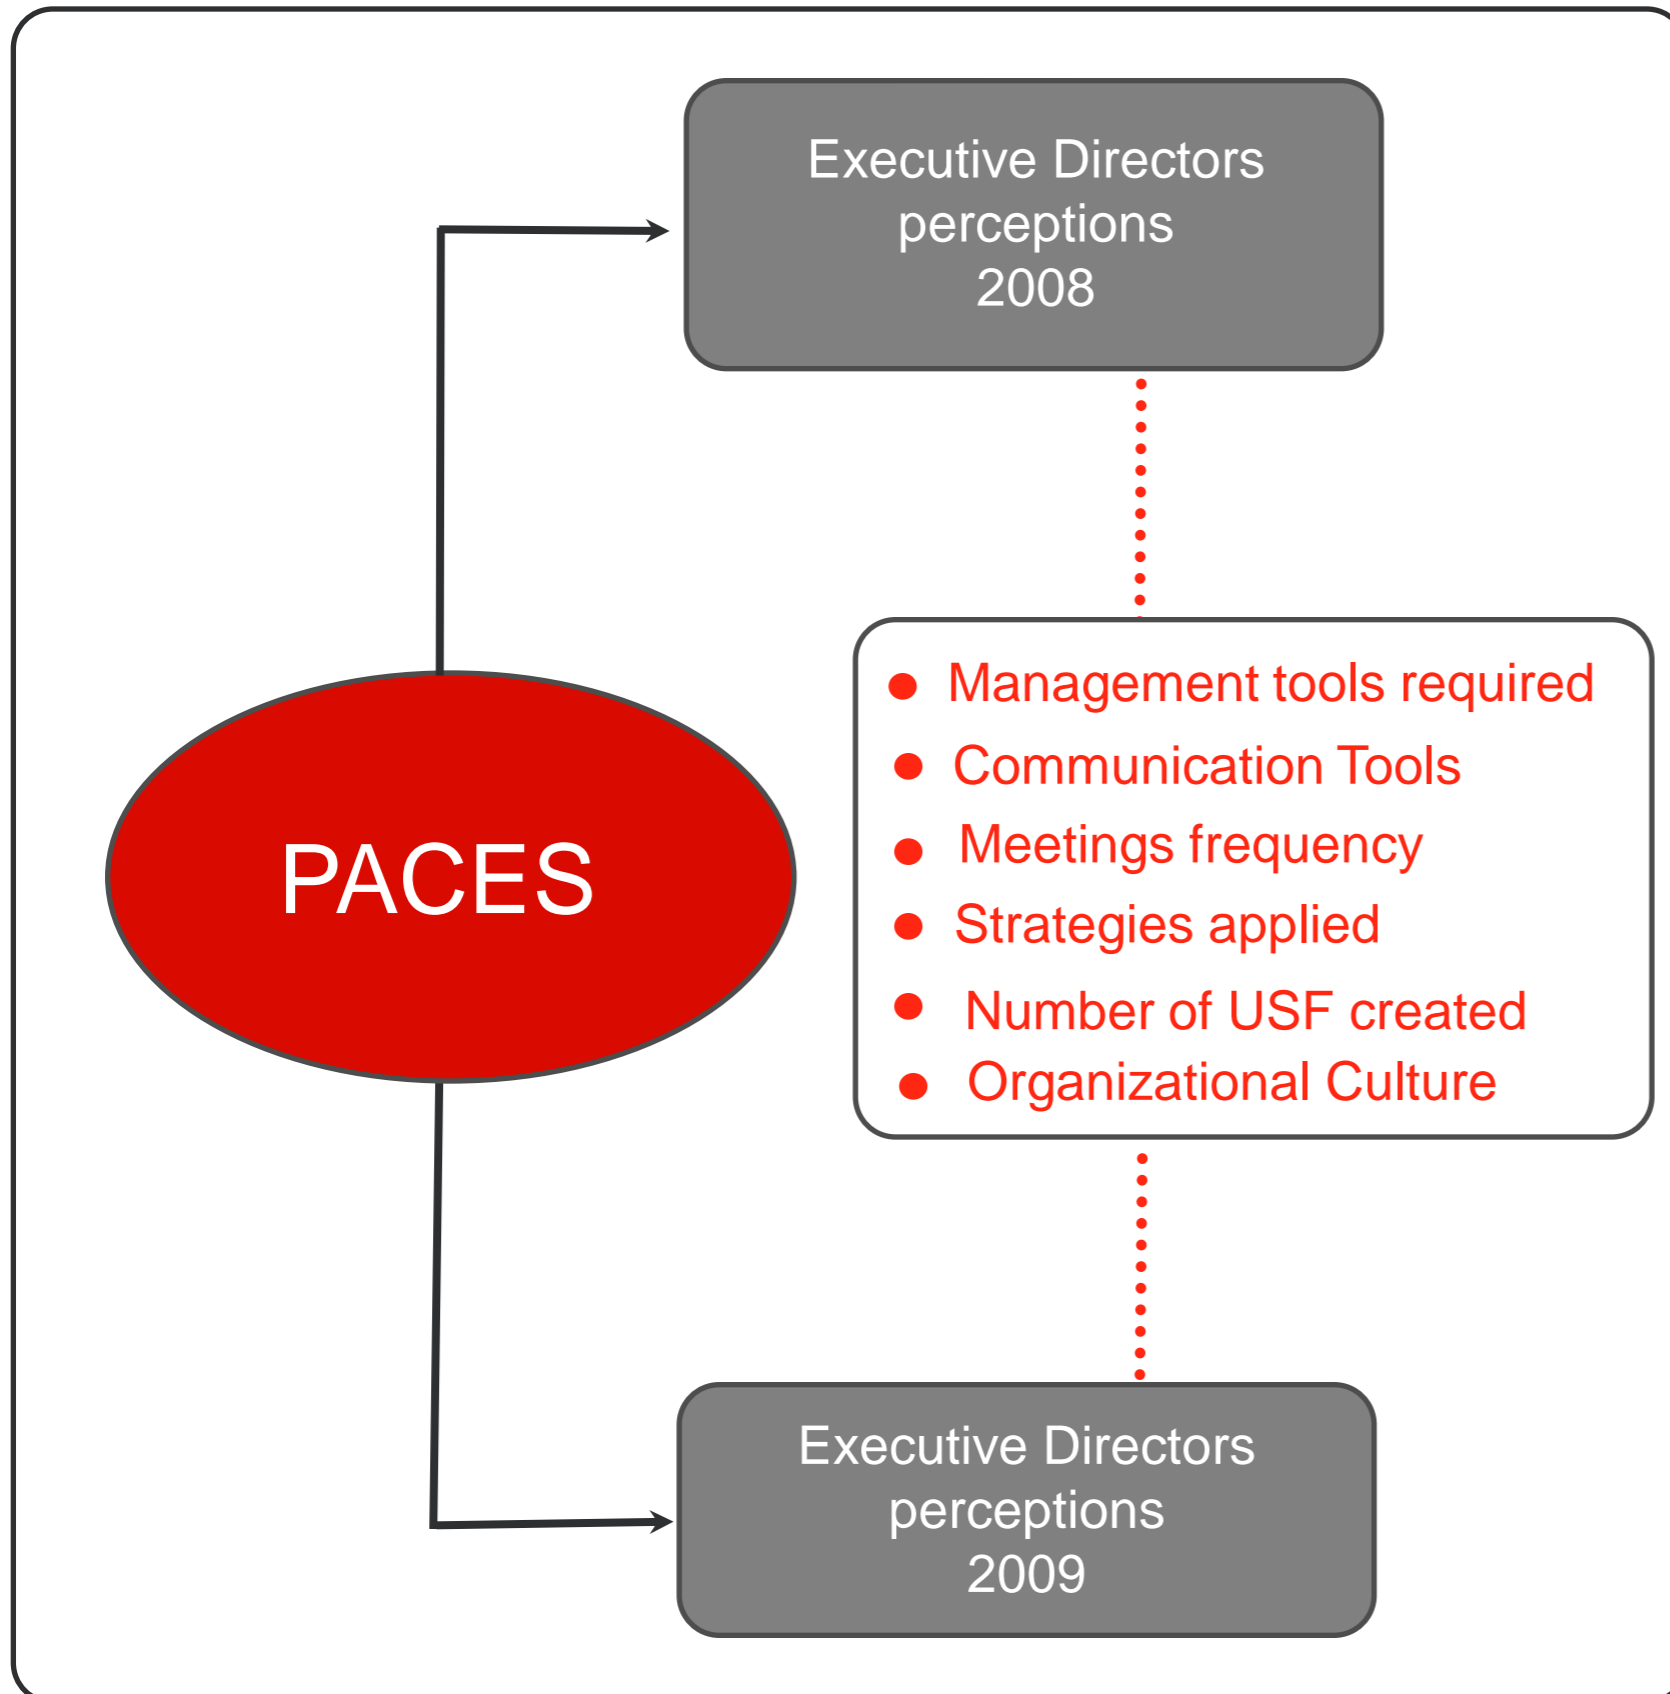 Executive Directors
perceptions
2008
PACES
● Management tools required
● Communication Tools
● Meetings frequency
● Strategies applied
● Number of USF created
● Organizational Culture
Executive Directors
perceptions
2009